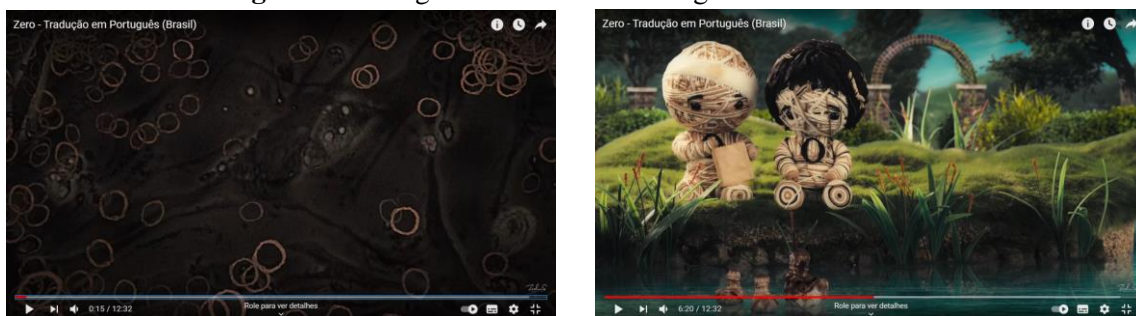 Zero - Tradução em Português (Brasil)
0:15 / 12:32
Role para ver detalhes
Zero - Tradução em Português (Brasil)
0
6:20 / 12:32
Role para ver detalhes